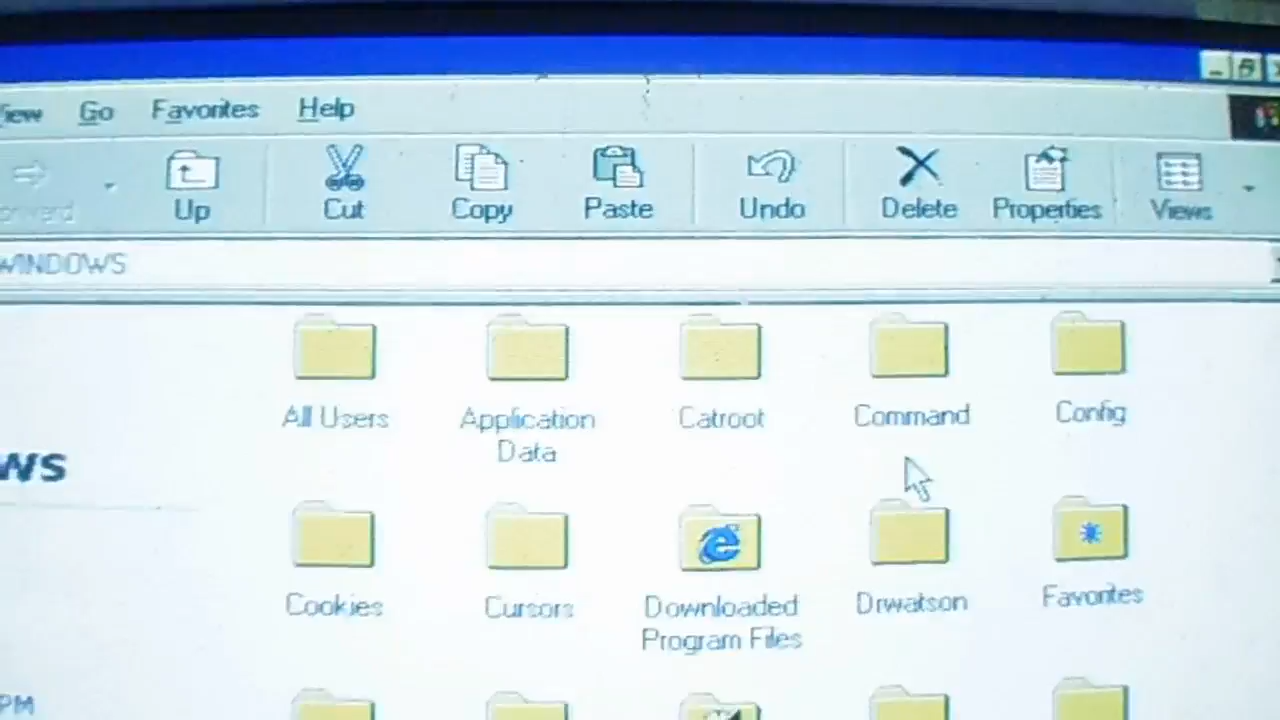 Go Favorites Help
Up Cut Copy Paste Undo Delete Properties Views
WINDOWS
All Users Application Data Catroot Command Config
ws
Cookies Cursors Downloaded Program Files Drwatson Favorites
PM